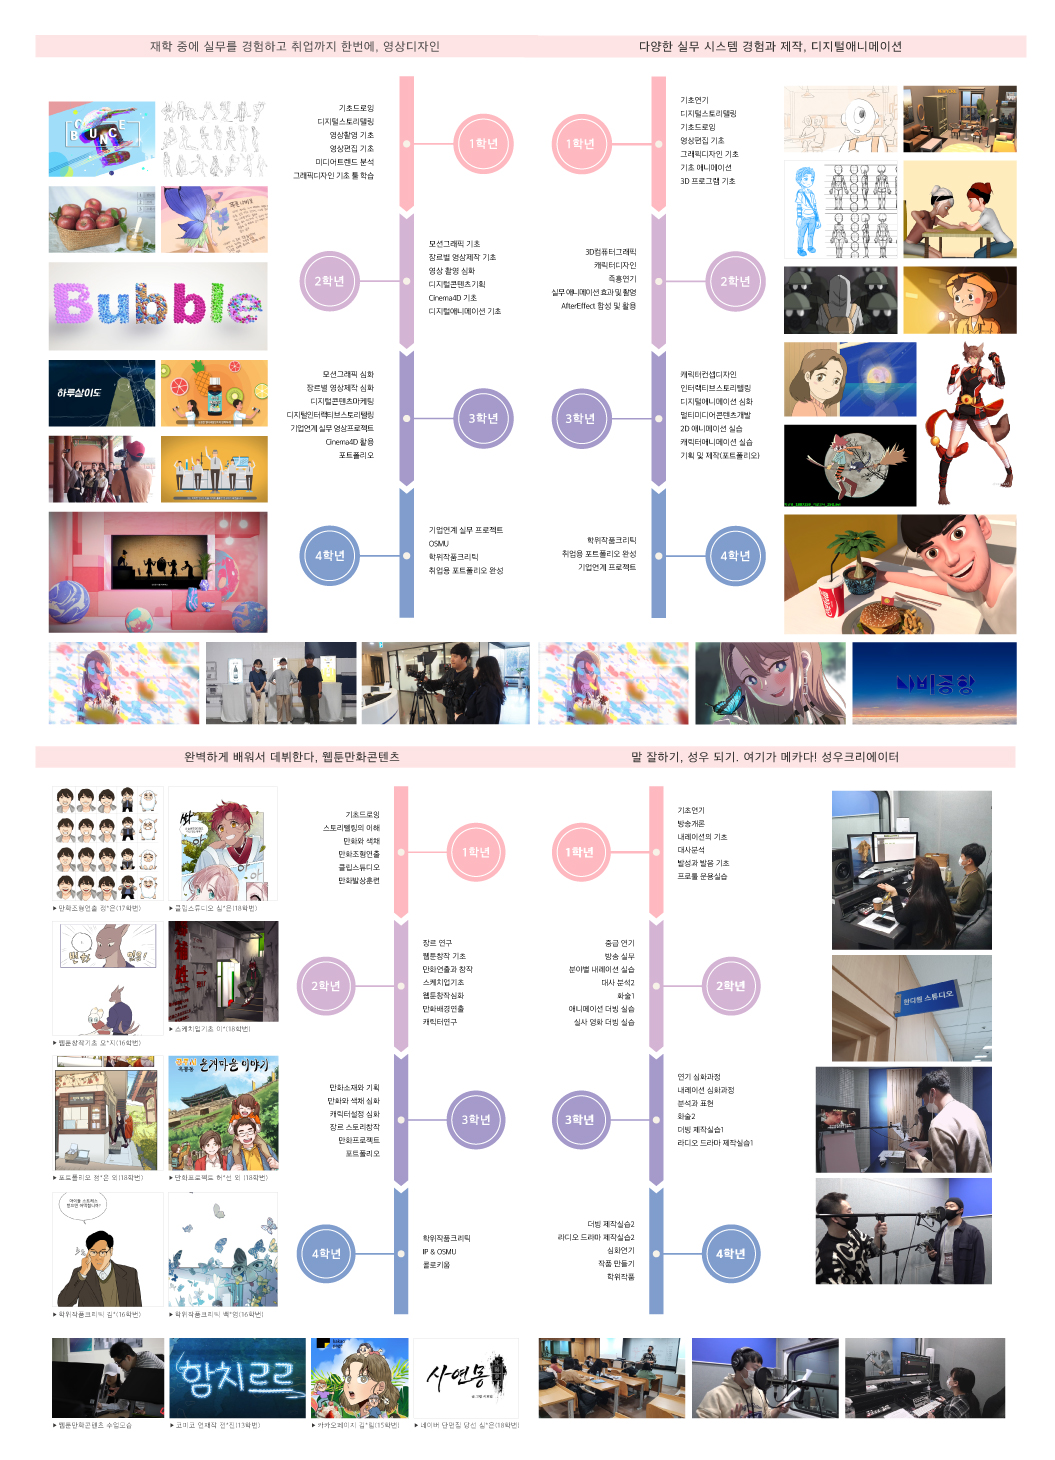 재학 중에 실무를 경험하고 취업까지 한번에, 영상디자인
BOUNCE
Bubble
하루살이도
기초드로잉
디지털스토리텔링
영상촬영 기초
영상편집 기초
미디어트렌드 분석
그래픽디자인 기초 툴 학습
1학년
2학년
모션그래픽 기초
장르별 영상제작 기초
영상 촬영 심화
디지털콘텐츠기획
Cinema4D 기초
디지털애니메이션 기초
모션그래픽 심화
장르별 영상제작 심화
디지털콘텐츠마케팅
디지털인터랙티브스토리텔링
기업연계 실무 영상프로젝트
Cinema4D 활용
포트폴리오
3학년
4학년
기업연계 실무 프로젝트
OSMU
학위작품크리틱
취업용 포트폴리오 완성
다양한 실무 시스템 경험과 제작, 디지털애니메이션
1학년
기초연기
디지털스토리텔링
기초드로잉
영상편집 기초
그래픽디자인 기초
기초 애니메이션
3D 프로그램 기초
3D컴퓨터그래픽
캐릭터디자인
즉흥연기
실무 애니메이션 효과 및 촬영
AfterEffect 합성 및 활용
2학년
3학년
캐릭터컨셉디자인
인터랙티브스토리텔링
디지털애니메이션 심화
멀티미디어콘텐츠개발
2D 애니메이션 실습
캐릭터애니메이션 실습
기획 및 제작(포트폴리오)
학위작품크리틱
취업용 포트폴리오 완성
기업연계 프로젝트
4학년
Coca-Cola
나비공항
완벽하게 배워서 데뷔한다, 웹툰만화콘텐츠
기초드로잉
스토리텔링의 이해
만화와 색채
만화조형연출
클립스튜디오
만화발상훈련
1학년
▶ 만화조형연출 정*은(17학번)
▶ 클립스튜디오 심*은(18학번)
2학년
장르 연구
웹툰창작 기초
만화연출과 창작
스케치업기초
웹툰창작심화
만화배경연출
캐릭터연구
▶ 스케치업기초 이*(18학번)
▶ 웹툰창작기초 오*지(16학번)
만화소재와 기획
만화와 색채 심화
캐릭터설정 심화
장르 스토리창작
만화프로젝트
포트폴리오
3학년
▶ 포트폴리오 정*은 외(18학번)
▶ 만화프로젝트 허*선 외 (18학번)
4학년
학위작품크리틱
IP & OSMU
콜로키움
▶ 학위작품크리틱 김*(16학번)
▶ 학위작품크리틱 백*영(16학번)
함치르르
사연몽
▶ 웹툰만화콘텐츠 수업모습
▶ 코미코 연재작 전*진(13학번)
▶ 카카오페이지 김*일(15학번)
▶ 네이버 단편집 당선 심*은(18학번)
말 잘하기, 성우 되기. 여기가 메카다! 성우크리에이터
1학년
기초연기
방송개론
내레이션의 기초
대사분석
발성과 발음 기초
프로툴 운용실습
중급 연기
방송 실무
분야별 내레이션 실습
대사 분석2
화술1
애니메이션 더빙 실습
실사 영화 더빙 실습
2학년
한다빈 스튜디오
3학년
연기 심화과정
내레이션 심화과정
분석과 표현
화술2
더빙 제작실습1
라디오 드라마 제작실습1
더빙 제작실습2
라디오 드라마 제작실습2
심화연기
작품 만들기
학위작품
4학년